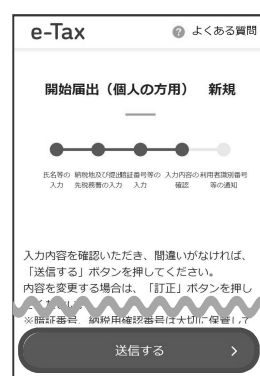 e-Tax
よくある質問
開始届出（個人の方用） 新規
氏名等の 納税地及び提出 暗証番号等の 入力内容の 利用者識別番号
入力 先税務署の入力 入力 確認 等の通知
入力内容を確認いただき、間違いがなければ、
「送信する」ボタンを押してください。
内容を変更する場合は、「訂正」ボタンを押し
※暗証番号、納税用確認番号は大切に保管して
送信する